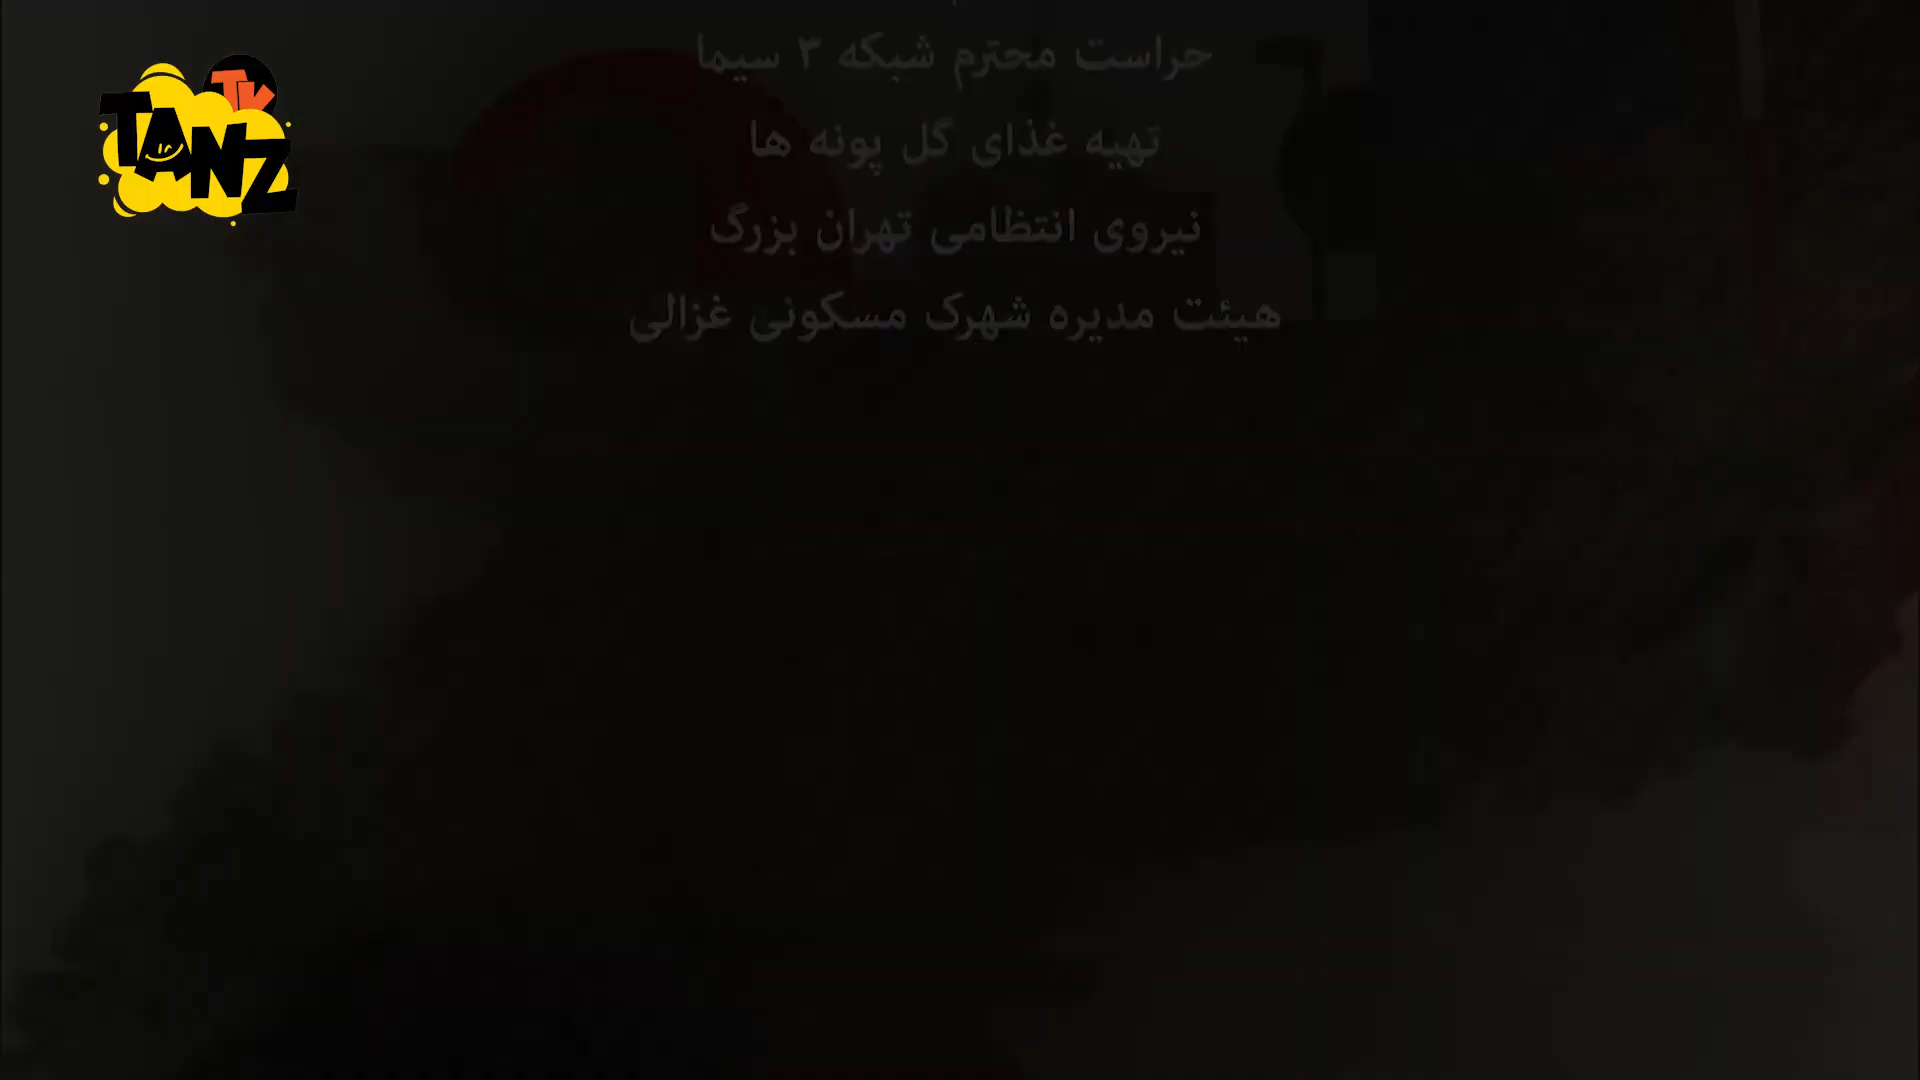 TV
TANZ
حراست محترم شبکه ۳ سیما
تهیه غذای گل پونه ها
نیروی انتظامی تهران بزرگ
هیئت مدیره شهرک مسکونی غزالی